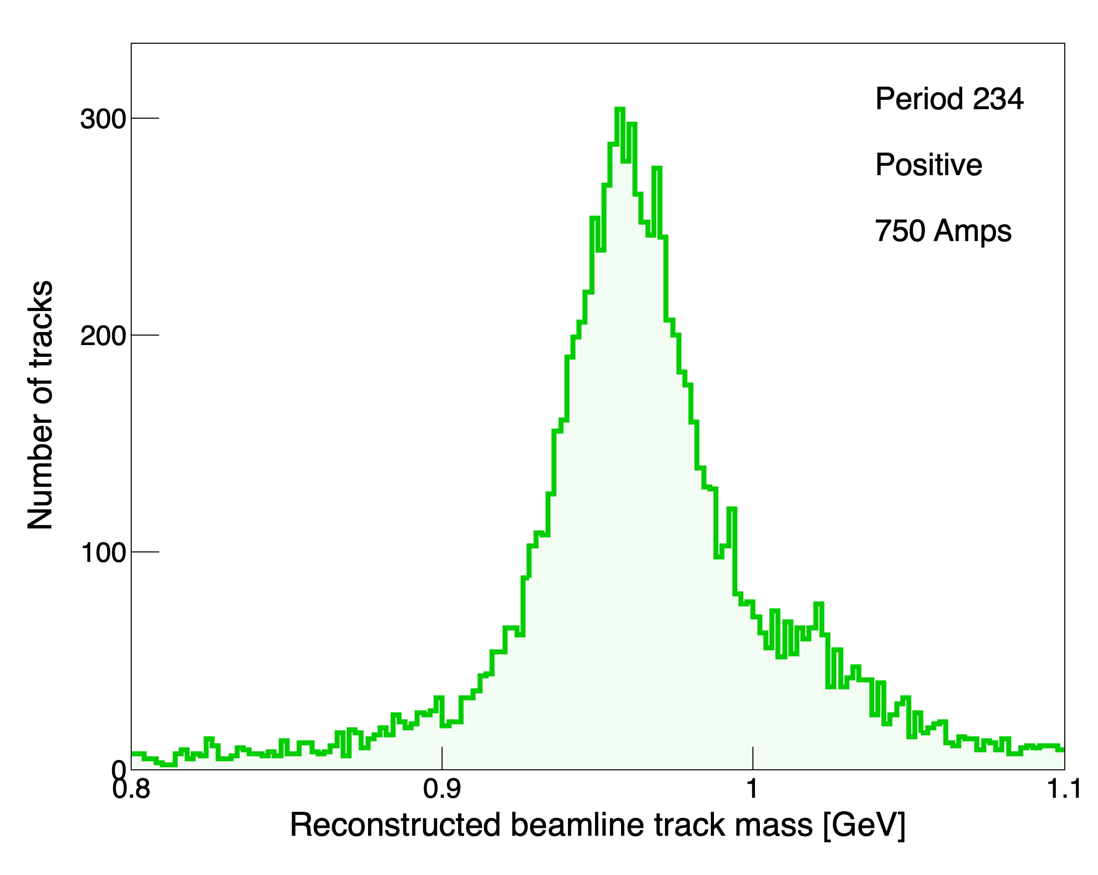 300
200
100
0
0.8
0.9
1
1.1
Number of tracks
Reconstructed beamline track mass [GeV]
Period 234
Positive
750 Amps